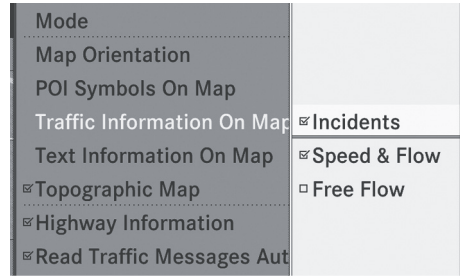 Mode
Map Orientation
POI Symbols On Map
Traffic Information On Map
Text Information On Map
Topographic Map
Highway Information
Read Traffic Messages Aut
Incidents
Speed & Flow
Free Flow